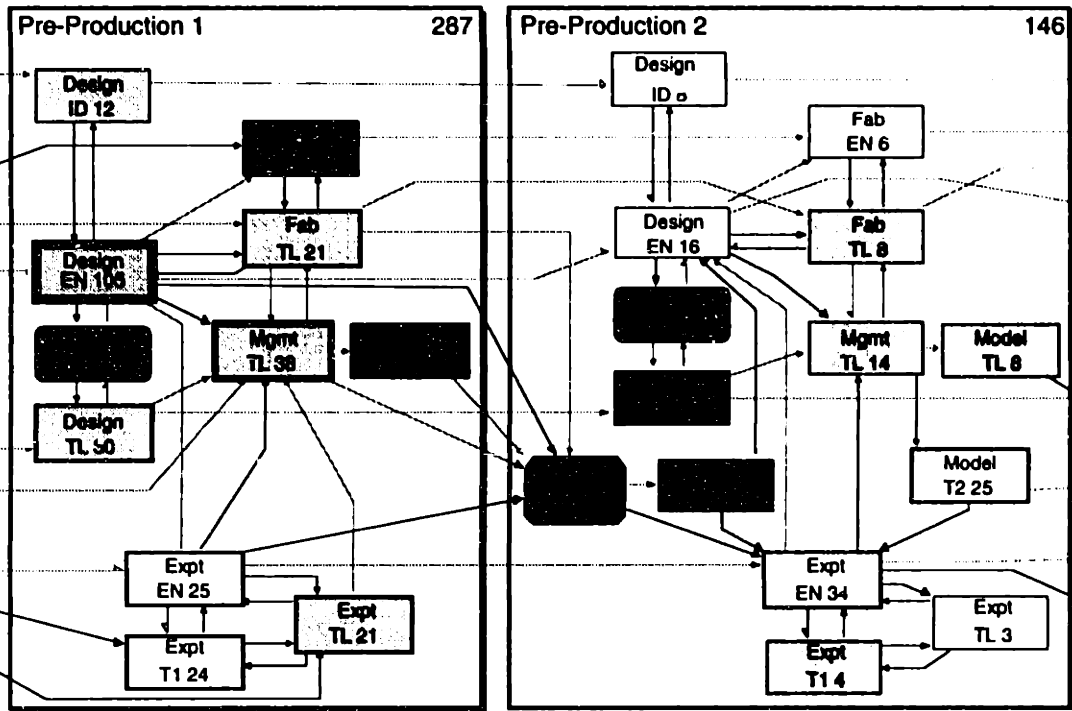 Pre-Production 1
287
Design
ID 12
Fab
TL 21
Design
EN 106
Mgmt
TL 38
Design
TL 50
Expt
EN 25
Expt
TL 21
Expt
T1 24
Pre-Production 2
146
Design
ID
Fab
EN 6
Design
EN 16
Fab
TL 8
Mgmt
TL 14
Model
TL 8
Model
T2 25
Expt
EN 34
Expt
TL 3
Expt
T1 4